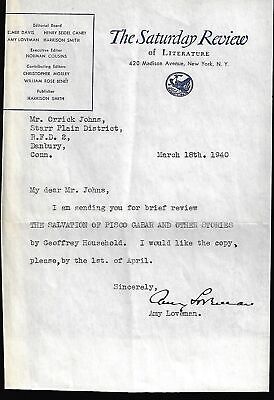 Editorial Board
ELMER DAVIS HENRY SEIDEL CANBY
AMY LOVEMAN HARRISON SMITH
Executive Editor
NORMAN COUSINS
Contributing Editors
CHRISTOPHER MORLEY
WILLIAM ROSE BENÉT
Publisher
HARRISON SMITH
The Saturday Review
of LITERATURE
420 Madison Avenue, New York, N. Y.
Mr. Orrick Johns,
Starr Plain District,
R.F.D. 2,
Danbury,
Conn.
March 18th. 1940
My dear Mr. Johns,
I am sending you for brief review
THE SALVATION OF PISCO GABAR AND OTHER STORIES
by Geoffrey Household. I would like the copy,
please,by the 1st. of April.
Sincerely,
Amy Loveman
Amy Loveman.